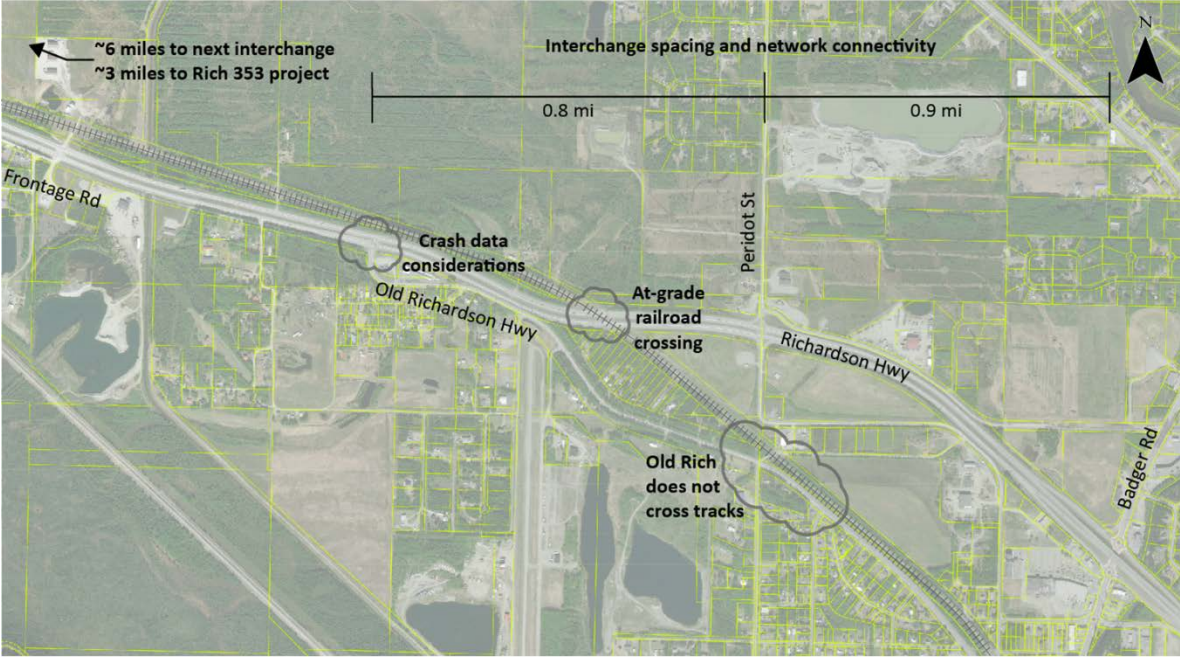 N
~6 miles to next interchange
~3 miles to Rich 353 project
Interchange spacing and network connectivity
0.8 mi
0.9 mi
Frontage Rd
Peridot St
Crash data
considerations
Old Richardson Hwy
At-grade
railroad
crossing
Richardson Hwy
Old Rich
does not
cross tracks
Badger Rd